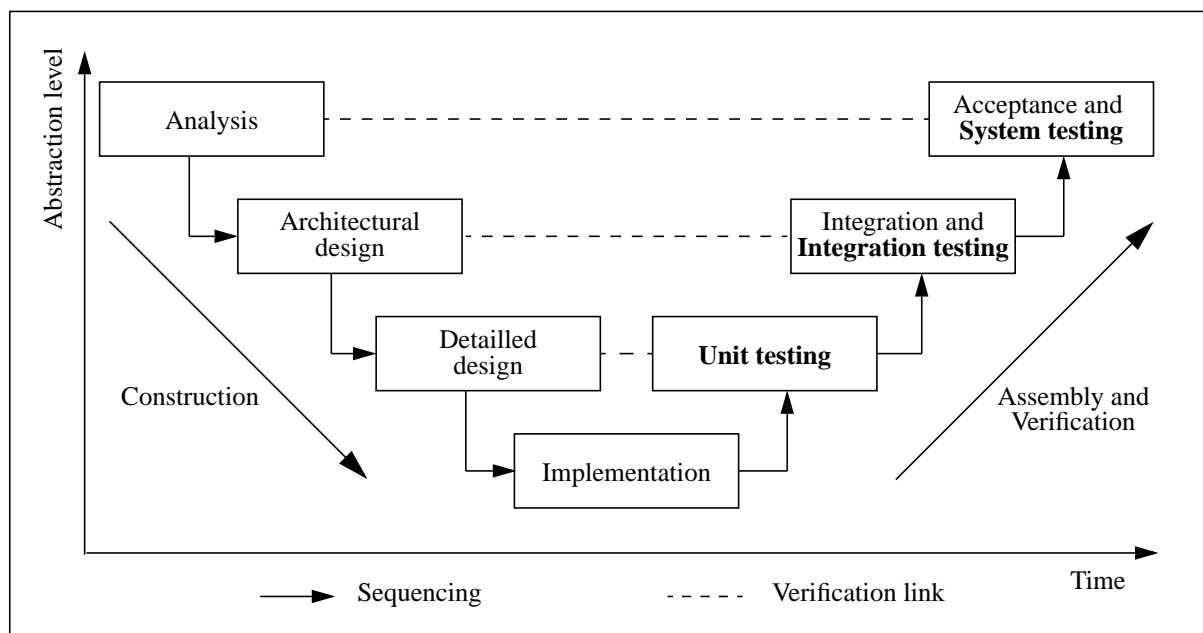 Abstraction level
Analysis
Acceptance and
System testing
Architectural
design
Integration and
Integration testing
Detailled
design
Unit testing
Construction
Assembly and
Verification
Implementation
Time
Sequencing
Verification link